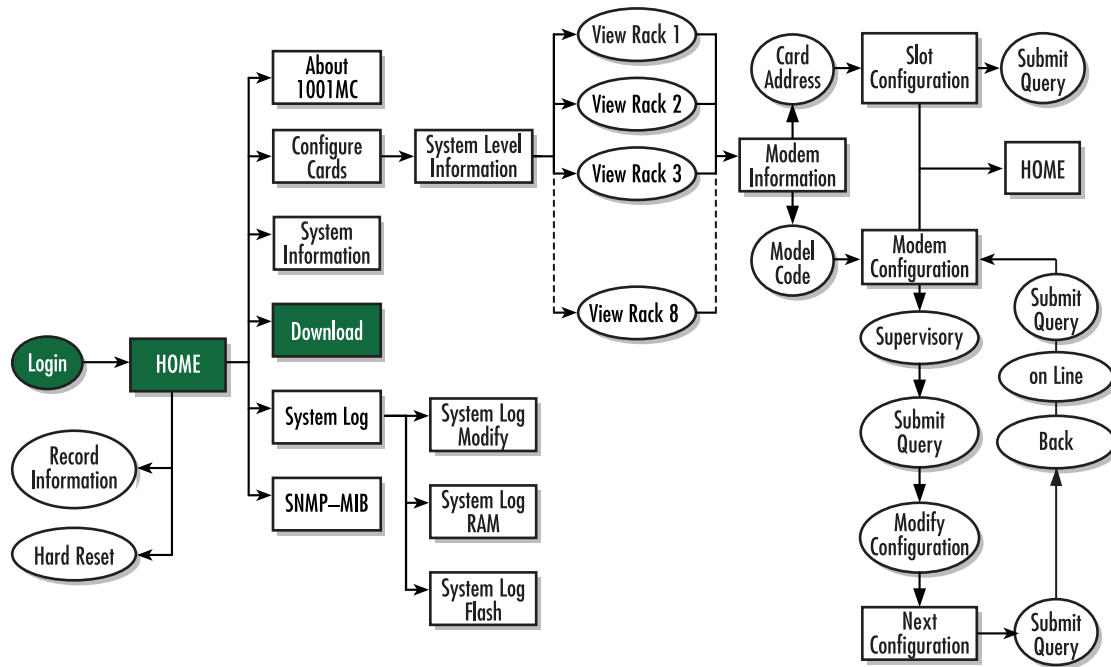 Login
HOME
Record
Information
Hard Reset
About
1001MC
Configure
Cards
System
Information
Download
System Log
SNMP–MIB
System Level
Information
System Log
Modify
System Log
RAM
System Log
Flash
View Rack 1
View Rack 2
View Rack 3
View Rack 8
Modem
Information
Card
Address
Model
Code
Slot
Configuration
Submit
Query
HOME
Modem
Configuration
Supervisory
Submit
Query
Modify
Configuration
Next
Configuration
Submit
Query
Back
on Line
Submit
Query